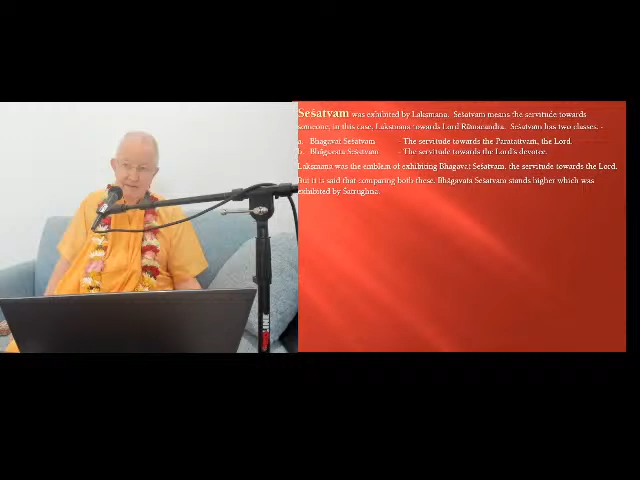 Śeṣatvam was exhibited by Laksmana. Śeṣatvam means the servitude towards
someone, in this case, Laksmana towards Lord Rāmacandra. Śeṣatvam has two classes. -
a. Bhagavat Śeṣatvam - The servitude towards the Paratattvam, the Lord.
b. Bhāgavata Śeṣatvam - The servitude towards the Lord's devotee.
Laksmana was the emblem of exhibiting Bhagavat Śeṣatvam, the servitude towards the Lord.
But it is said that comparing both these, Bhāgavata Śeṣatvam stands higher which was
exhibited by Śatrughna.